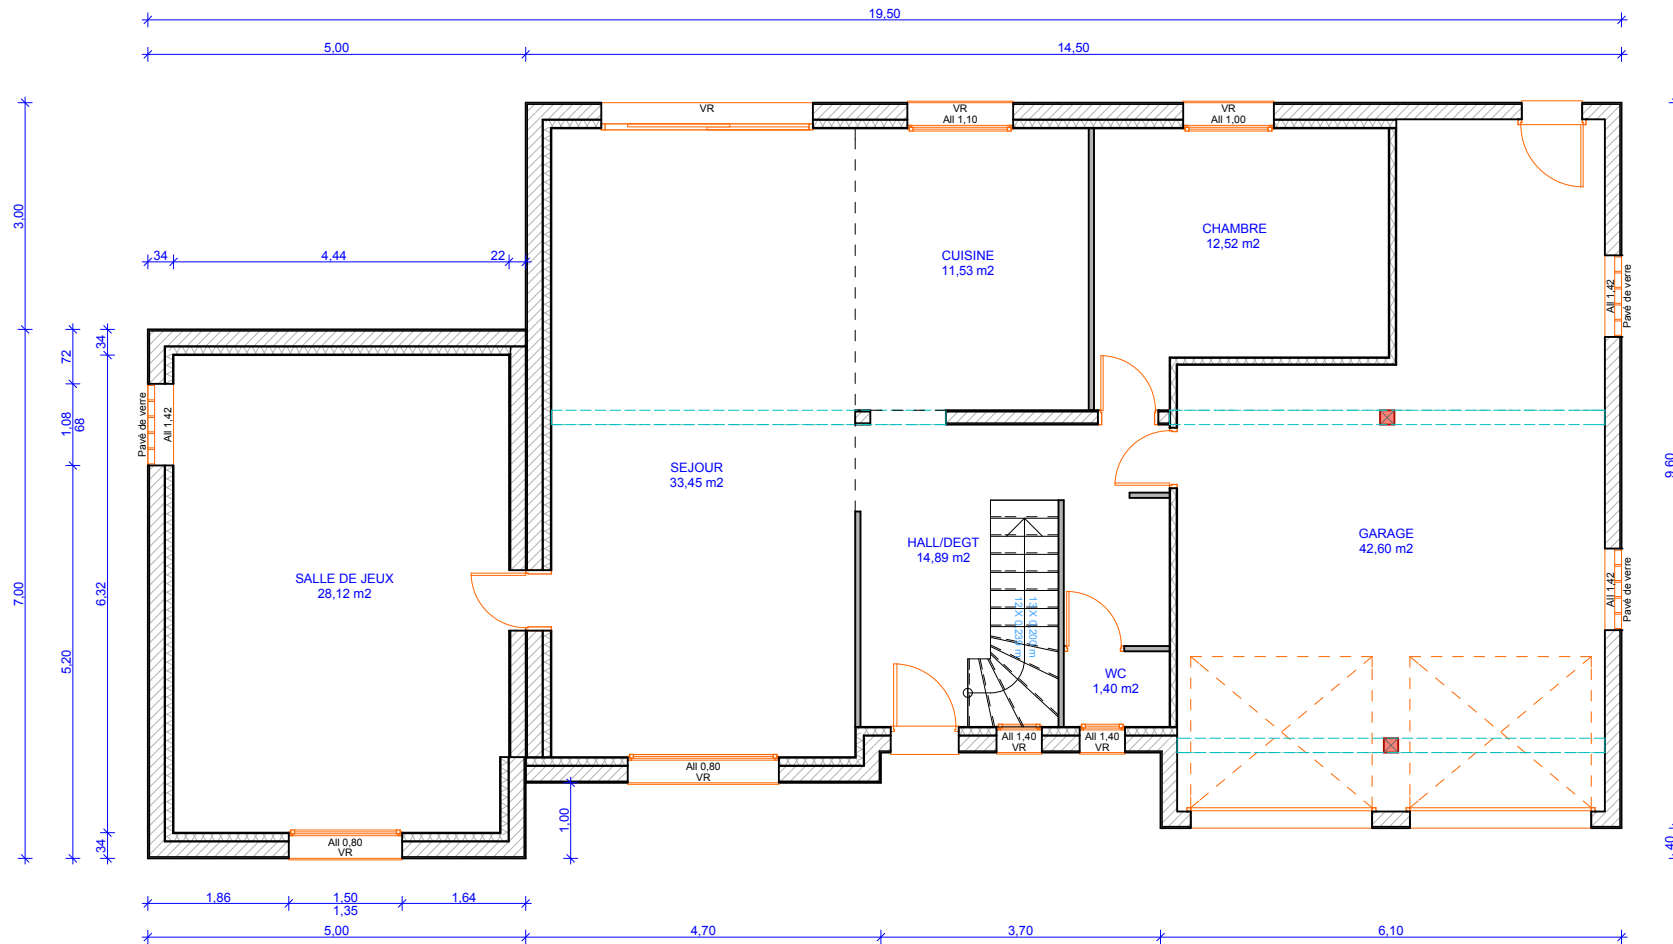 19,50
5,00
14,50
VR
VR
All 1,10
VR
All 1,00
3,00
34
4,44
22
CUISINE
11,53 m2
CHAMBRE
12,52 m2
All 1,42
Pavé de verre
72
34
1,08
68
Pavé de verre
All 1,42
SEJOUR
33,45 m2
9,60
HALL/DEGT
14,89 m2
GARAGE
42,60 m2
SALLE DE JEUX
28,12 m2
7,00
6,32
5,20
All 1,42
Pavé de verre
WC
1,40 m2
All 1,40
VR
All 1,40
VR
All 0,80
VR
1,00
All 0,80
VR
34
1,86
1,50
1,35
1,64
5,00
4,70
3,70
6,10